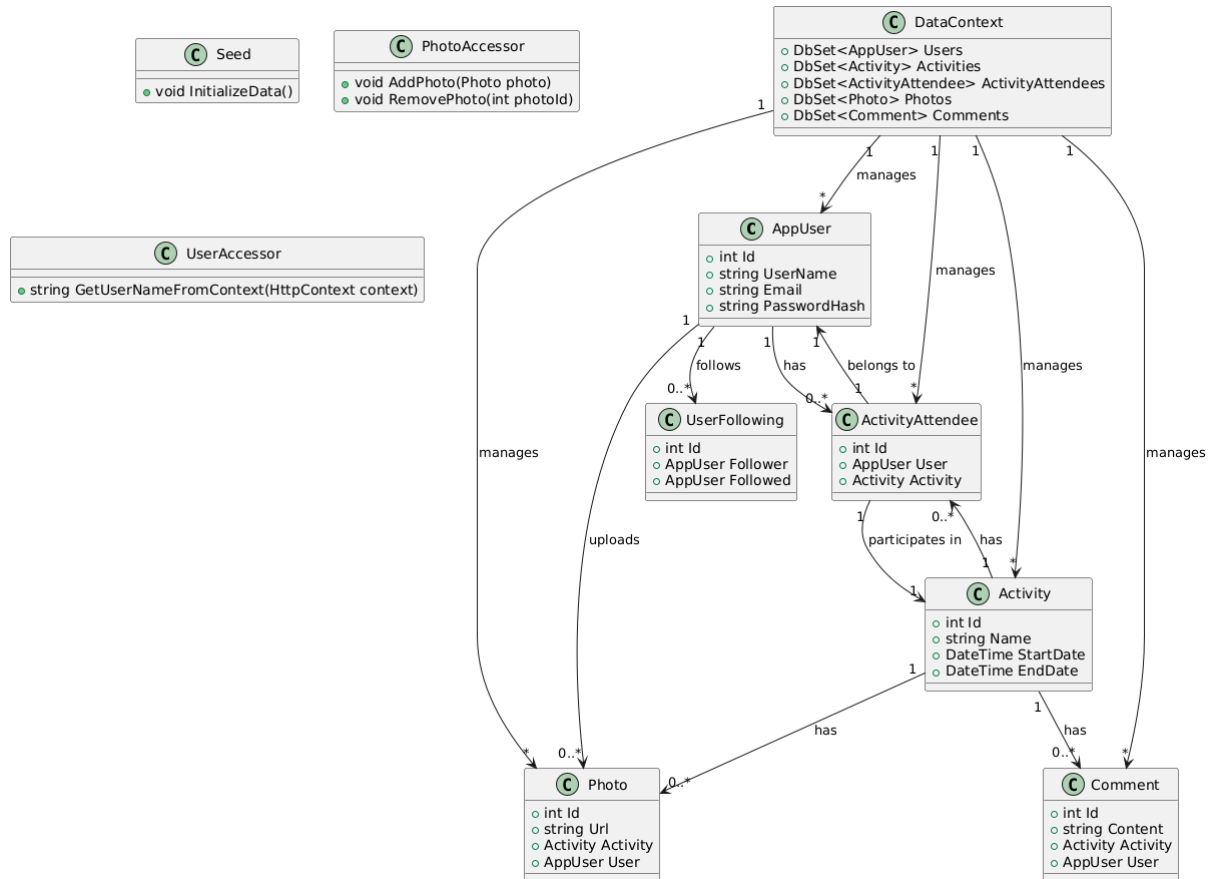 C Seed
void InitializeData()
C PhotoAccessor
void AddPhoto(Photo photo)
void RemovePhoto(int photoId)
C DataContext
DbSet<AppUser> Users
DbSet<Activity> Activities
DbSet<ActivityAttendee> ActivityAttendees
DbSet<Photo> Photos
DbSet<Comment> Comments
1
1
1
1
1
manages
*
C UserAccessor
string GetUserNameFromContext(HttpContext context)
C AppUser
int Id
string UserName
string Email
string PasswordHash
manages
1
1
1
1
follows
has
belongs to
manages
0..*
0..*
1
*
C UserFollowing
int Id
AppUser Follower
AppUser Followed
C ActivityAttendee
int Id
AppUser User
Activity Activity
manages
manages
uploads
1
0..*
participates in
has
1
1
*
C Activity
int Id
string Name
DateTime StartDate
DateTime EndDate
1
1
has
has
*
0..*
0..*
0..*
*
C Photo
int Id
string Url
Activity Activity
AppUser User
C Comment
int Id
string Content
Activity Activity
AppUser User